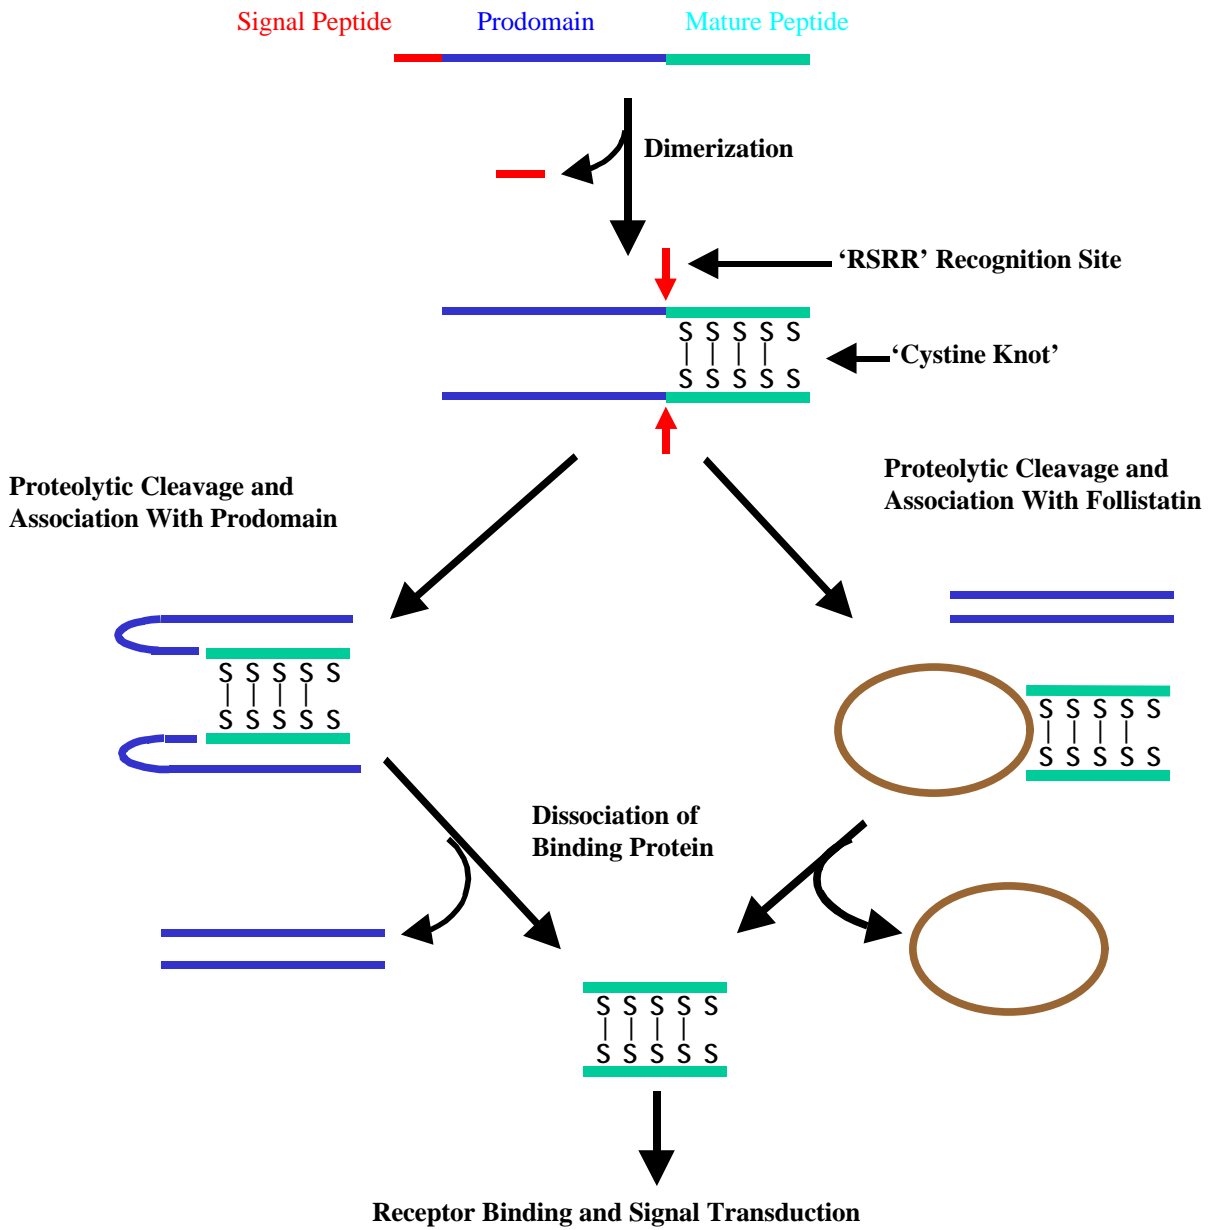 Signal Peptide Prodomain Mature Peptide
Dimerization
‘RSRR’ Recognition Site
S S S S S
S S S S S
‘Cystine Knot’
Proteolytic Cleavage and
Association With Prodomain
Proteolytic Cleavage and
Association With Follistatin
S S S S S
S S S S S
S S S S S
S S S S S
Dissociation of
Binding Protein
S S S S S
S S S S S
Receptor Binding and Signal Transduction